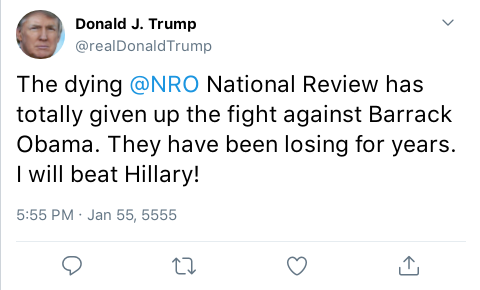 Donald J. Trump
@realDonaldTrump
The dying @NRO National Review has
totally given up the fight against Barrack
Obama. They have been losing for years.
I will beat Hillary!
5:55 PM · Jan 55, 5555